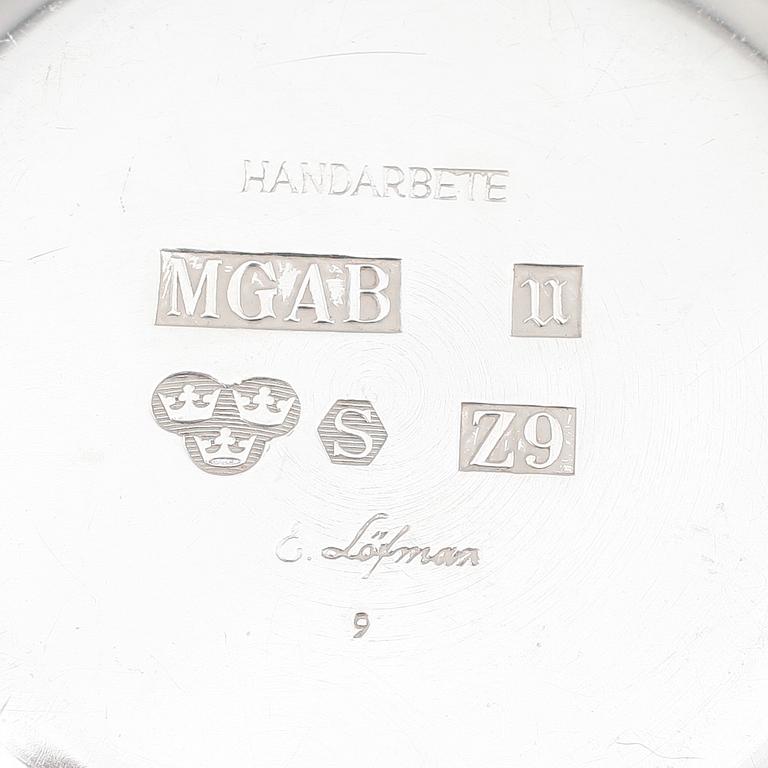 HANDARBETE
MGAB u
S Z9
E. Löfman
9